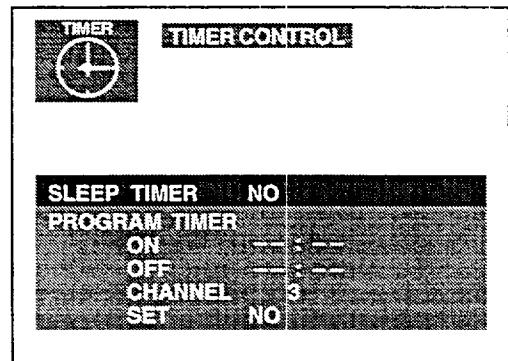 TIMER
TIMER CONTROL
SLEEP TIMER NO
PROGRAM TIMER
ON -- : --
OFF -- : --
CHANNEL 3
SET NO